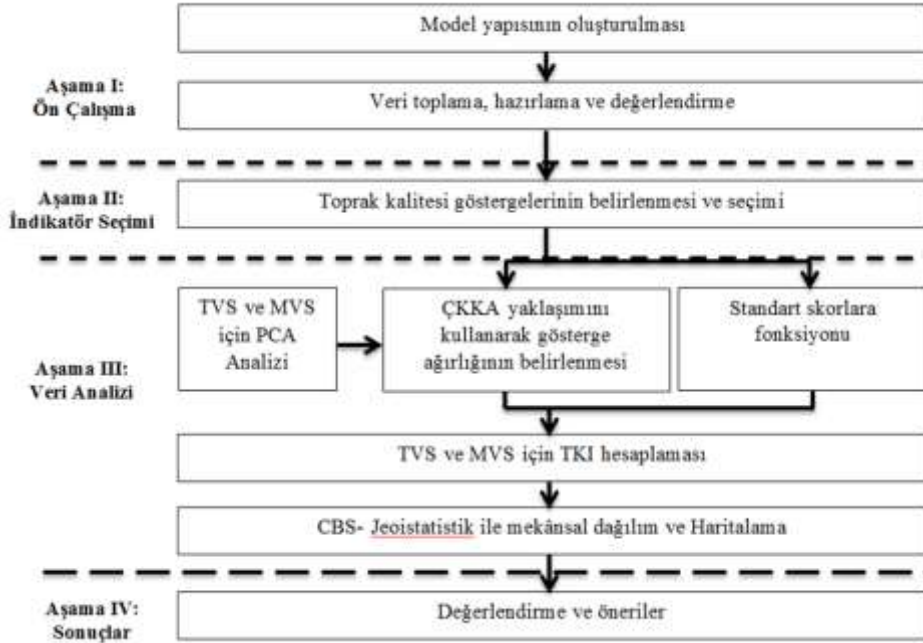 Model yapısının oluşturulması
Aşama I:
Ön Çalışma
Veri toplama, hazırlama ve değerlendirme
Aşama II:
İndikatör Seçimi
Toprak kalitesi göstergelerinin belirlenmesi ve seçimi
Aşama III:
Veri Analizi
TVS ve MVS
için PCA
Analizi
ÇKKA yaklaşımını
kullanarak gösterge
ağırlığının belirlenmesi
Standart skorlara
fonksiyonu
TVS ve MVS için TKI hesaplaması
CBS- Jeoistatistik ile mekânsal dağılım ve Haritalama
Aşama IV:
Sonuçlar
Değerlendirme ve öneriler